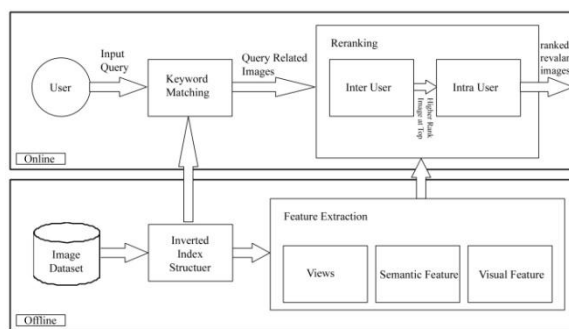 User
Input
Query
Keyword
Matching
Query Related
Images
Reranking
Inter User
Higher Rank
Image at Top
Intra User
ranked
revalan
images
Online
Image
Dataset
Inverted
Index
Structuer
Feature Extraction
Views
Semantic Feature
Visual Feature
Offline